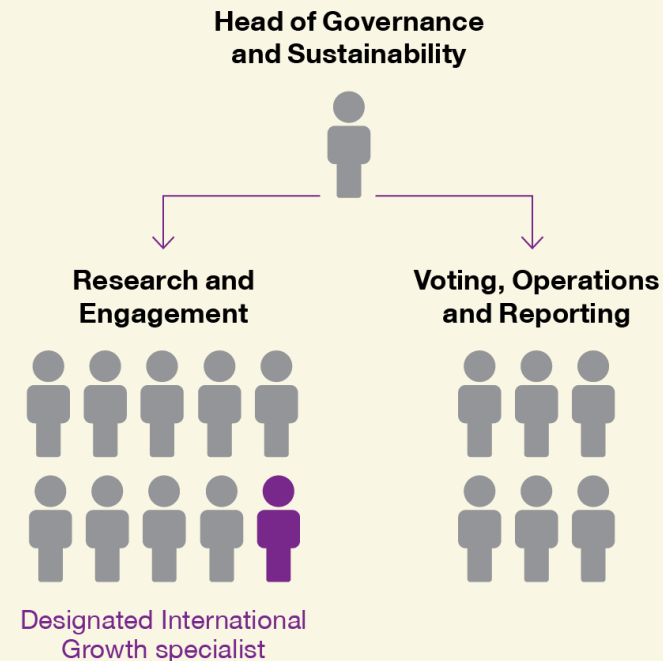 Head of Governance
and Sustainability
Research and
Engagement
Voting, Operations
and Reporting
Designated International
Growth specialist